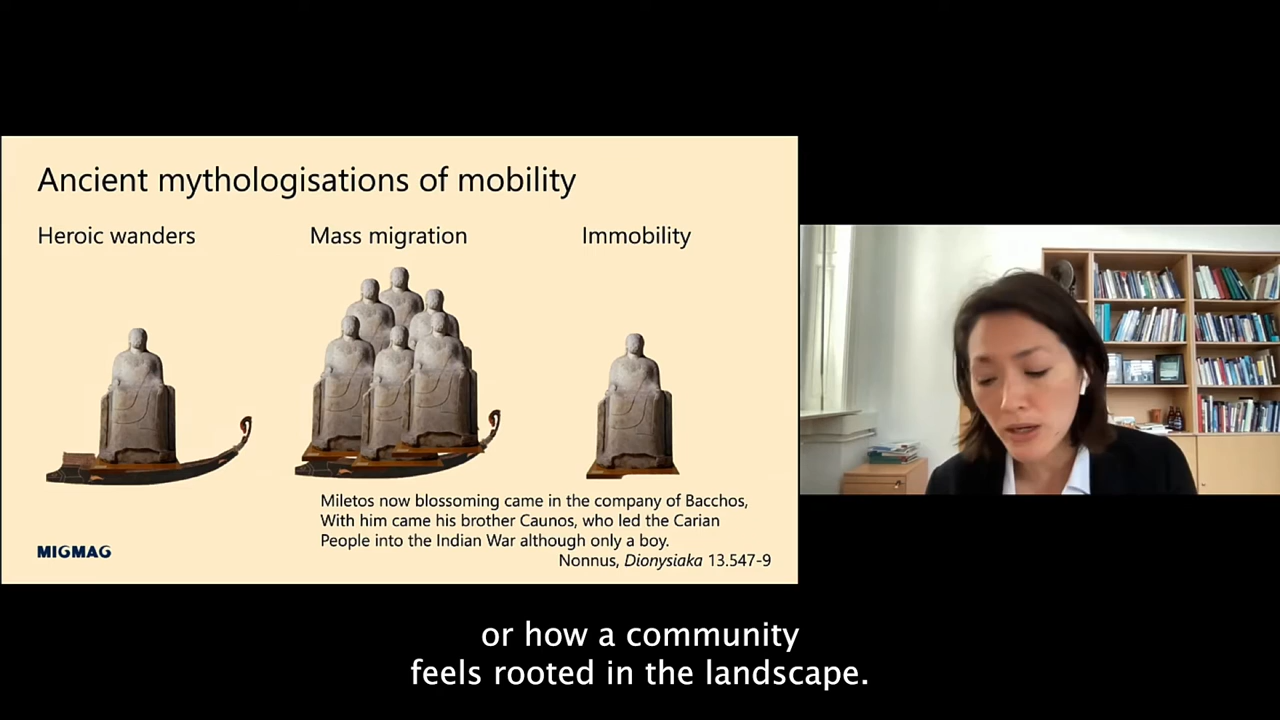 Ancient mythologisations of mobility
Heroic wanders
Mass migration
Immobility
Miletos now blossoming came in the company of Bacchos,
With him came his brother Caunos, who led the Carian
People into the Indian War although only a boy.
Nonnus, Dionysiaka 13.547-9
MIGMAG
or how a community
feels rooted in the landscape.